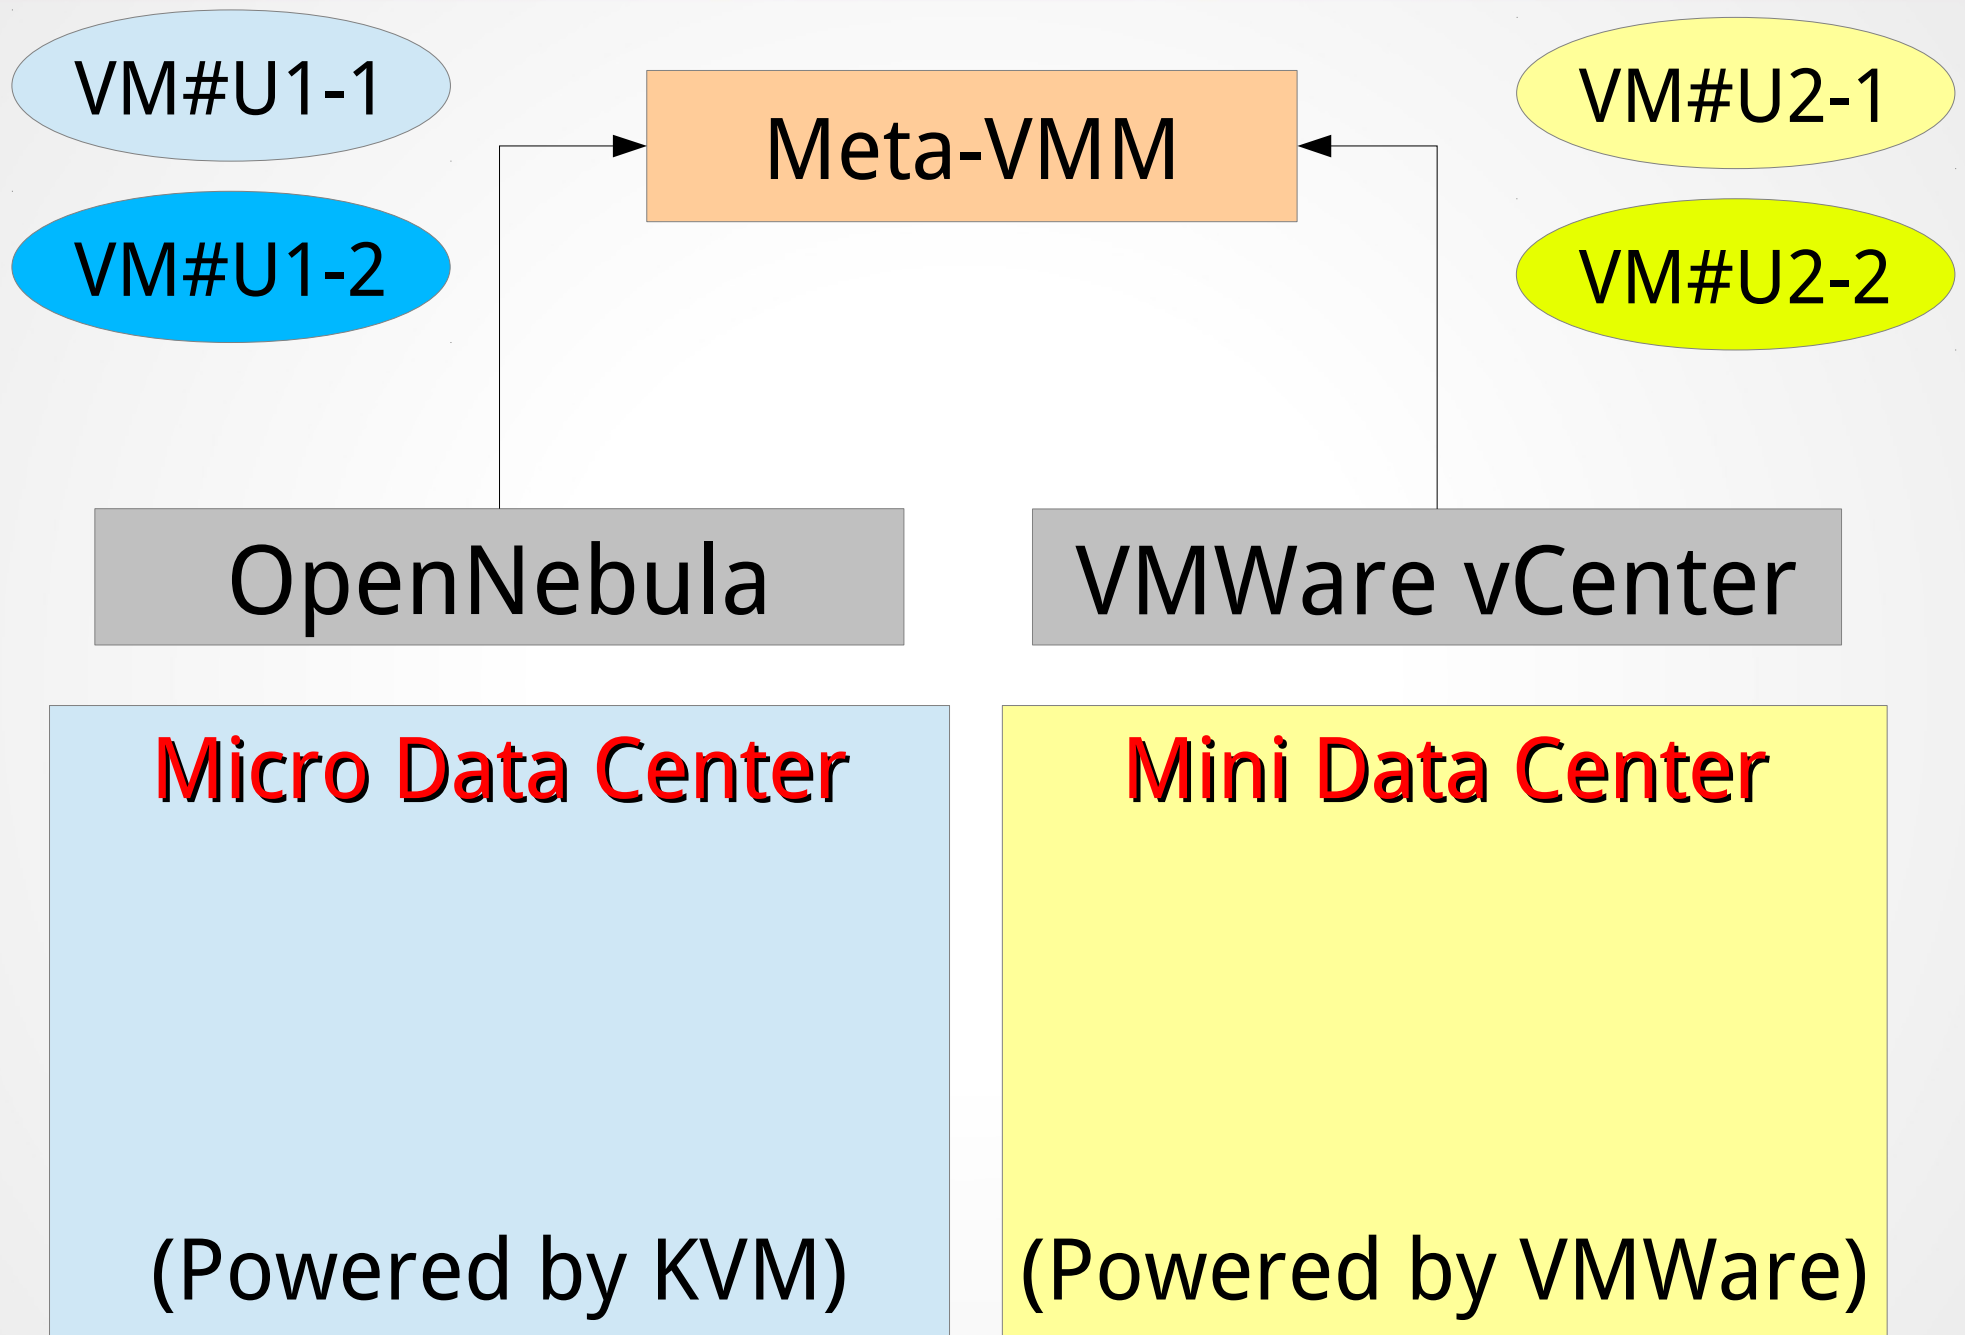 VM#U1-1
Meta-VMM
VM#U2-1
VM#U1-2
VM#U2-2
OpenNebula
VMWare vCenter
Micro Data Center
Mini Data Center
(Powered by KVM)
(Powered by VMWare)